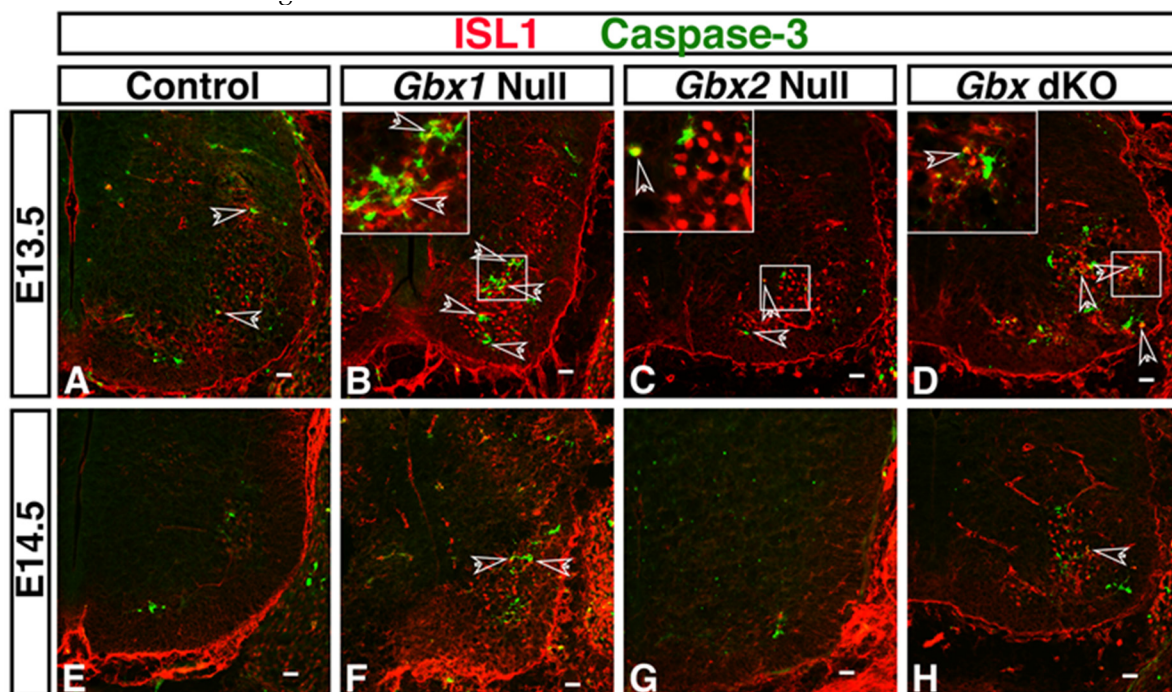 ISL1 Caspase-3
Control Gbx1 Null Gbx2 Null Gbx dKO
E13.5
A B C D
E14.5
E F G H